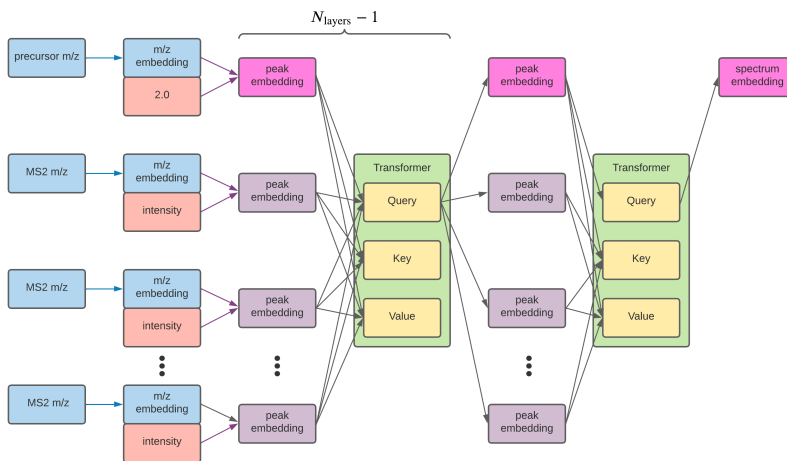 N_layers − 1
precursor m/z
m/z
embedding
2.0
peak
embedding
peak
embedding
spectrum
embedding
MS2 m/z
m/z
embedding
intensity
peak
embedding
Transformer
Query
Key
Value
peak
embedding
Transformer
Query
Key
Value
MS2 m/z
m/z
embedding
intensity
peak
embedding
peak
embedding
MS2 m/z
m/z
embedding
intensity
peak
embedding
peak
embedding